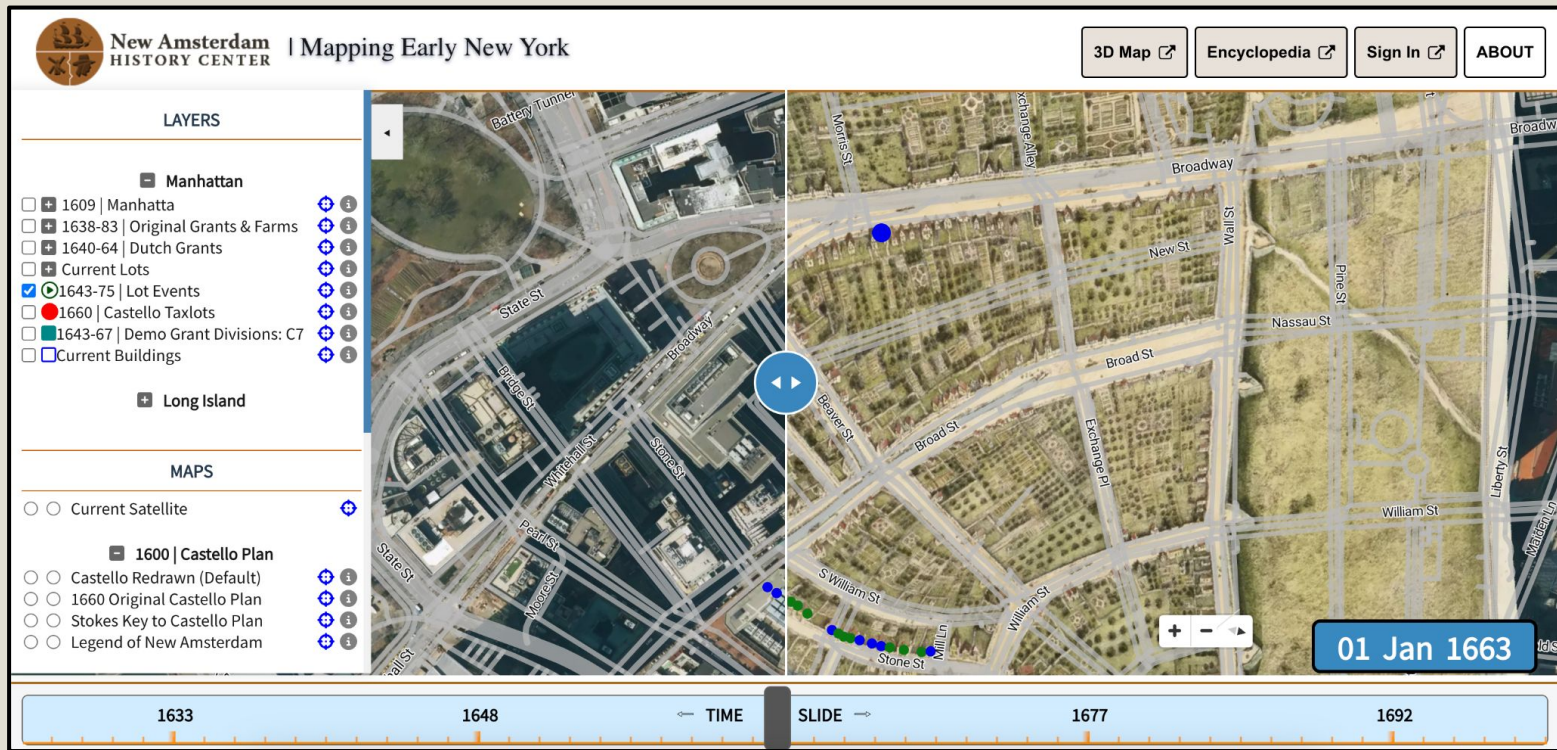 New Amsterdam
HISTORY CENTER
| Mapping Early New York
3D Map
Encyclopedia
Sign In
ABOUT
LAYERS
Manhattan
1609 | Manhatta
1638-83 | Original Grants & Farms
1640-64 | Dutch Grants
Current Lots
1643-75 | Lot Events
1660 | Castello Taxlots
1643-67 | Demo Grant Divisions: C7
Current Buildings
Long Island
MAPS
Current Satellite
1600 | Castello Plan
Castello Redrawn (Default)
1660 Original Castello Plan
Stokes Key to Castello Plan
Legend of New Amsterdam
Battery Tunnel
State St
Broadway
Bridge St
Whitehall St
Stone St
Pearl St
State St
Moore St
Morris St
Exchange Alley
Broadway
Wall St
New St
Pine St
Nassau St
Broad St
Beaver St
Broad St
Exchange Pl
Liberty St
William St
Maiden Ln
S William St
William St
Mill Ln
Stone St
01 Jan 1663
1633
1648
← TIME
SLIDE →
1677
1692